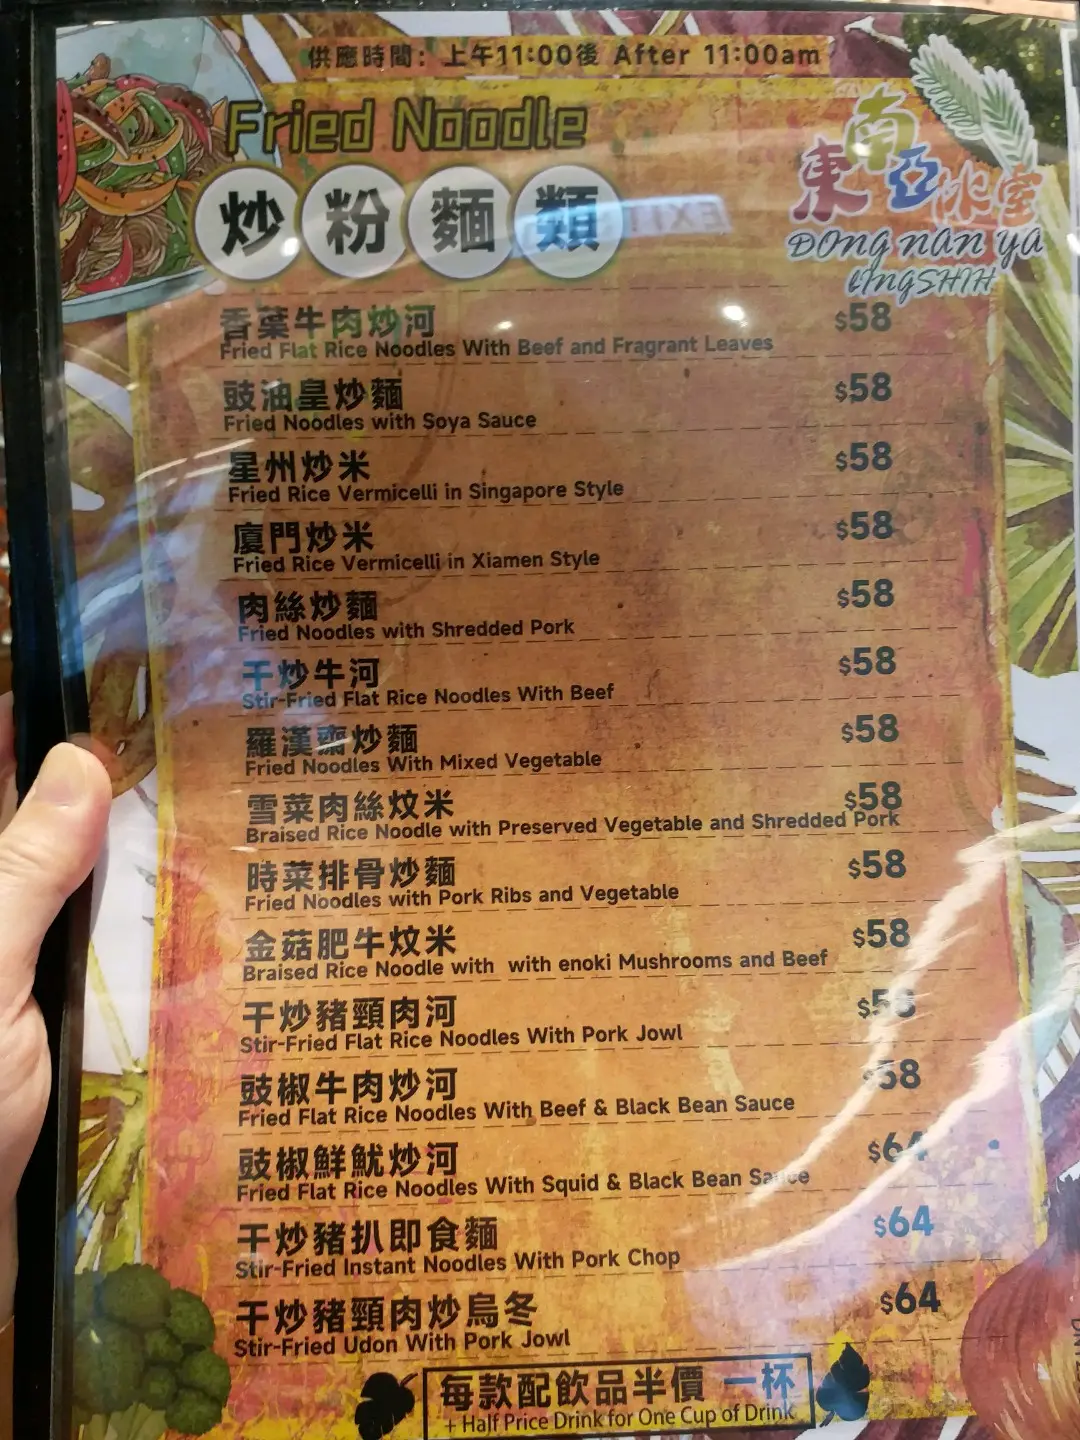 供應時間：上午11:00後 After 11:00am
Fried Noodle
炒粉麵類
東南亞冰室
DOng nan ya
BingSHIH
EXIT
香葉牛肉炒河 $58
Fried Flat Rice Noodles With Beef and Fragrant Leaves
豉油皇炒麵 $58
Fried Noodles with Soya Sauce
星州炒米 $58
Fried Rice Vermicelli in Singapore Style
廈門炒米 $58
Fried Rice Vermicelli in Xiamen Style
肉絲炒麵 $58
Fried Noodles with Shredded Pork
干炒牛河 $58
Stir-Fried Flat Rice Noodles With Beef
羅漢齋炒麵 $58
Fried Noodles With Mixed Vegetable
雪菜肉絲炆米 $58
Braised Rice Noodle with Preserved Vegetable and Shredded Pork
時菜排骨炒麵 $58
Fried Noodles with Pork Ribs and Vegetable
金菇肥牛炆米 $58
Braised Rice Noodle with with enoki Mushrooms and Beef
干炒豬頸肉河 $58
Stir-Fried Flat Rice Noodles With Pork Jowl
豉椒牛肉炒河 $58
Fried Flat Rice Noodles With Beef & Black Bean Sauce
豉椒鮮魷炒河 $64
Fried Flat Rice Noodles With Squid & Black Bean Sauce
干炒豬扒即食麵 $64
Stir-Fried Instant Noodles With Pork Chop
干炒豬頸肉炒烏冬 $64
Stir-Fried Udon With Pork Jowl
每款配飲品半價 一杯
+ Half Price Drink for One Cup of Drink